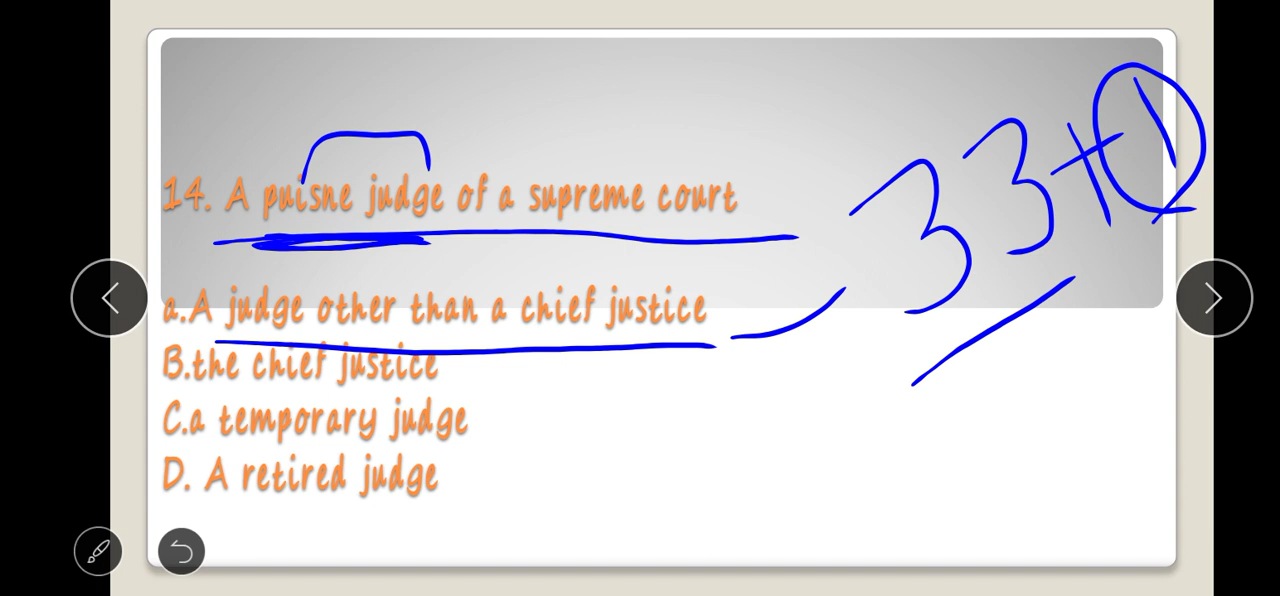 14. A puisne judge of a supreme court
33+1
a.A judge other than a chief justice
B.the chief justice
C.a temporary judge
D. A retired judge